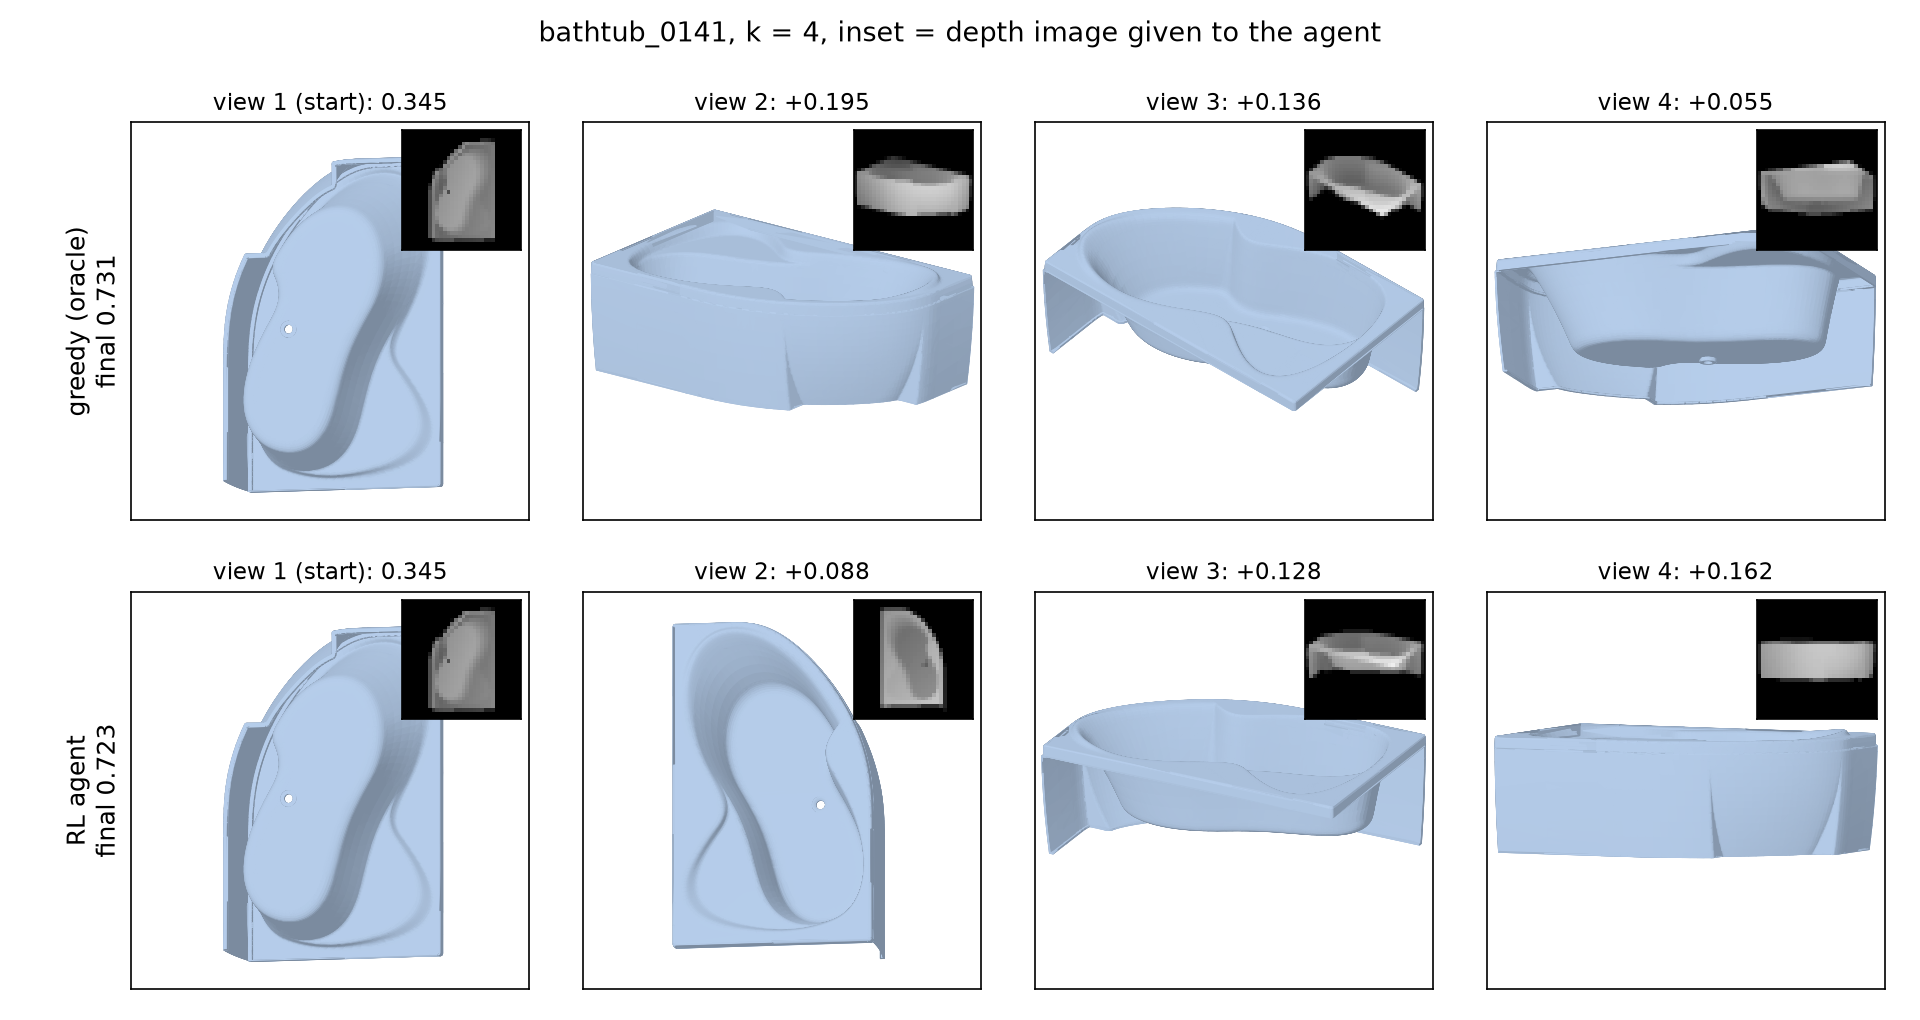 bathtub_0141, k = 4, inset = depth image given to the agent
view 1 (start): 0.345
view 2: +0.195
view 3: +0.136
view 4: +0.055
greedy (oracle)
final 0.731
view 1 (start): 0.345
view 2: +0.088
view 3: +0.128
view 4: +0.162
RL agent
final 0.723